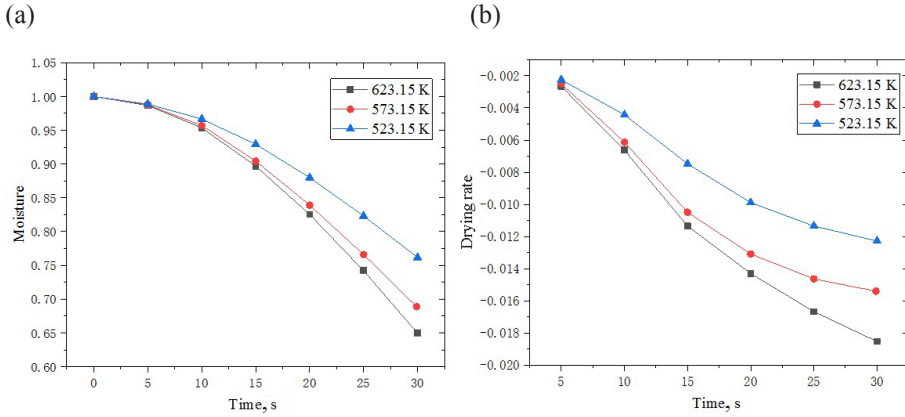 (a)
(b)
1.05
1.00
0.95
0.90
0.85
0.80
0.75
0.70
0.65
0.60
Moisture
623.15 K
573.15 K
523.15 K
0 5 10 15 20 25 30
Time, s
-0.002
-0.004
-0.006
-0.008
-0.010
-0.012
-0.014
-0.016
-0.018
-0.020
Drying rate
623.15 K
573.15 K
523.15 K
5 10 15 20 25 30
Time, s